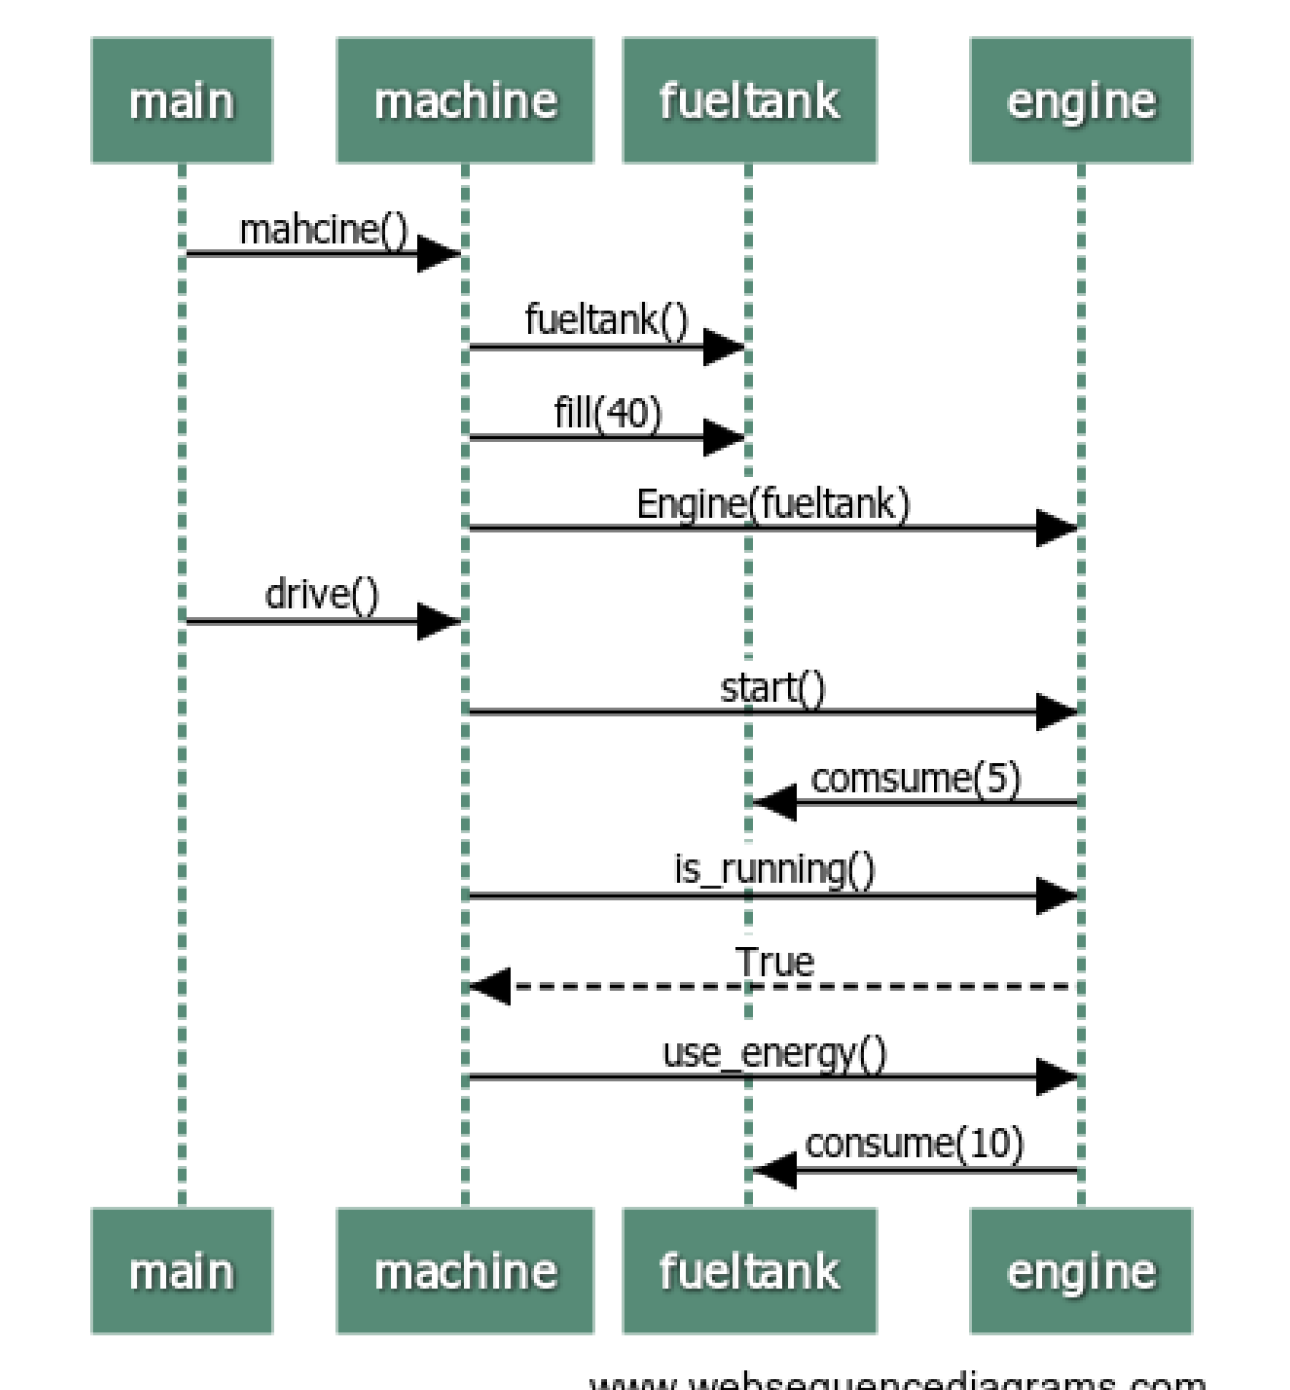 main machine fueltank engine
mahcine()
fueltank()
fill(40)
Engine(fueltank)
drive()
start()
comsume(5)
is_running()
True
use_energy()
consume(10)
main machine fueltank engine
www.websequencediagrams.com